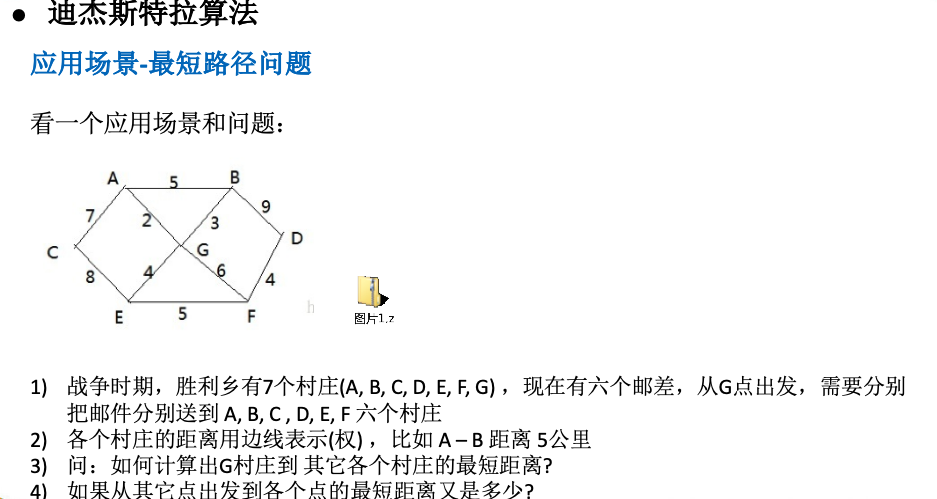 ● 迪杰斯特拉算法
应用场景-最短路径问题
看一个应用场景和问题：
A 5 B
7 2 3 9
C G D
8 4 6 4
E 5 F
h
图片1.z
1) 战争时期，胜利乡有7个村庄(A, B, C, D, E, F, G) ，现在有六个邮差，从G点出发，需要分别
把邮件分别送到 A, B, C , D, E, F 六个村庄
2) 各个村庄的距离用边线表示(权) ，比如 A – B 距离 5公里
3) 问：如何计算出G村庄到 其它各个村庄的最短距离?
4) 如果从其它点出发到各个点的最短距离又是多少?